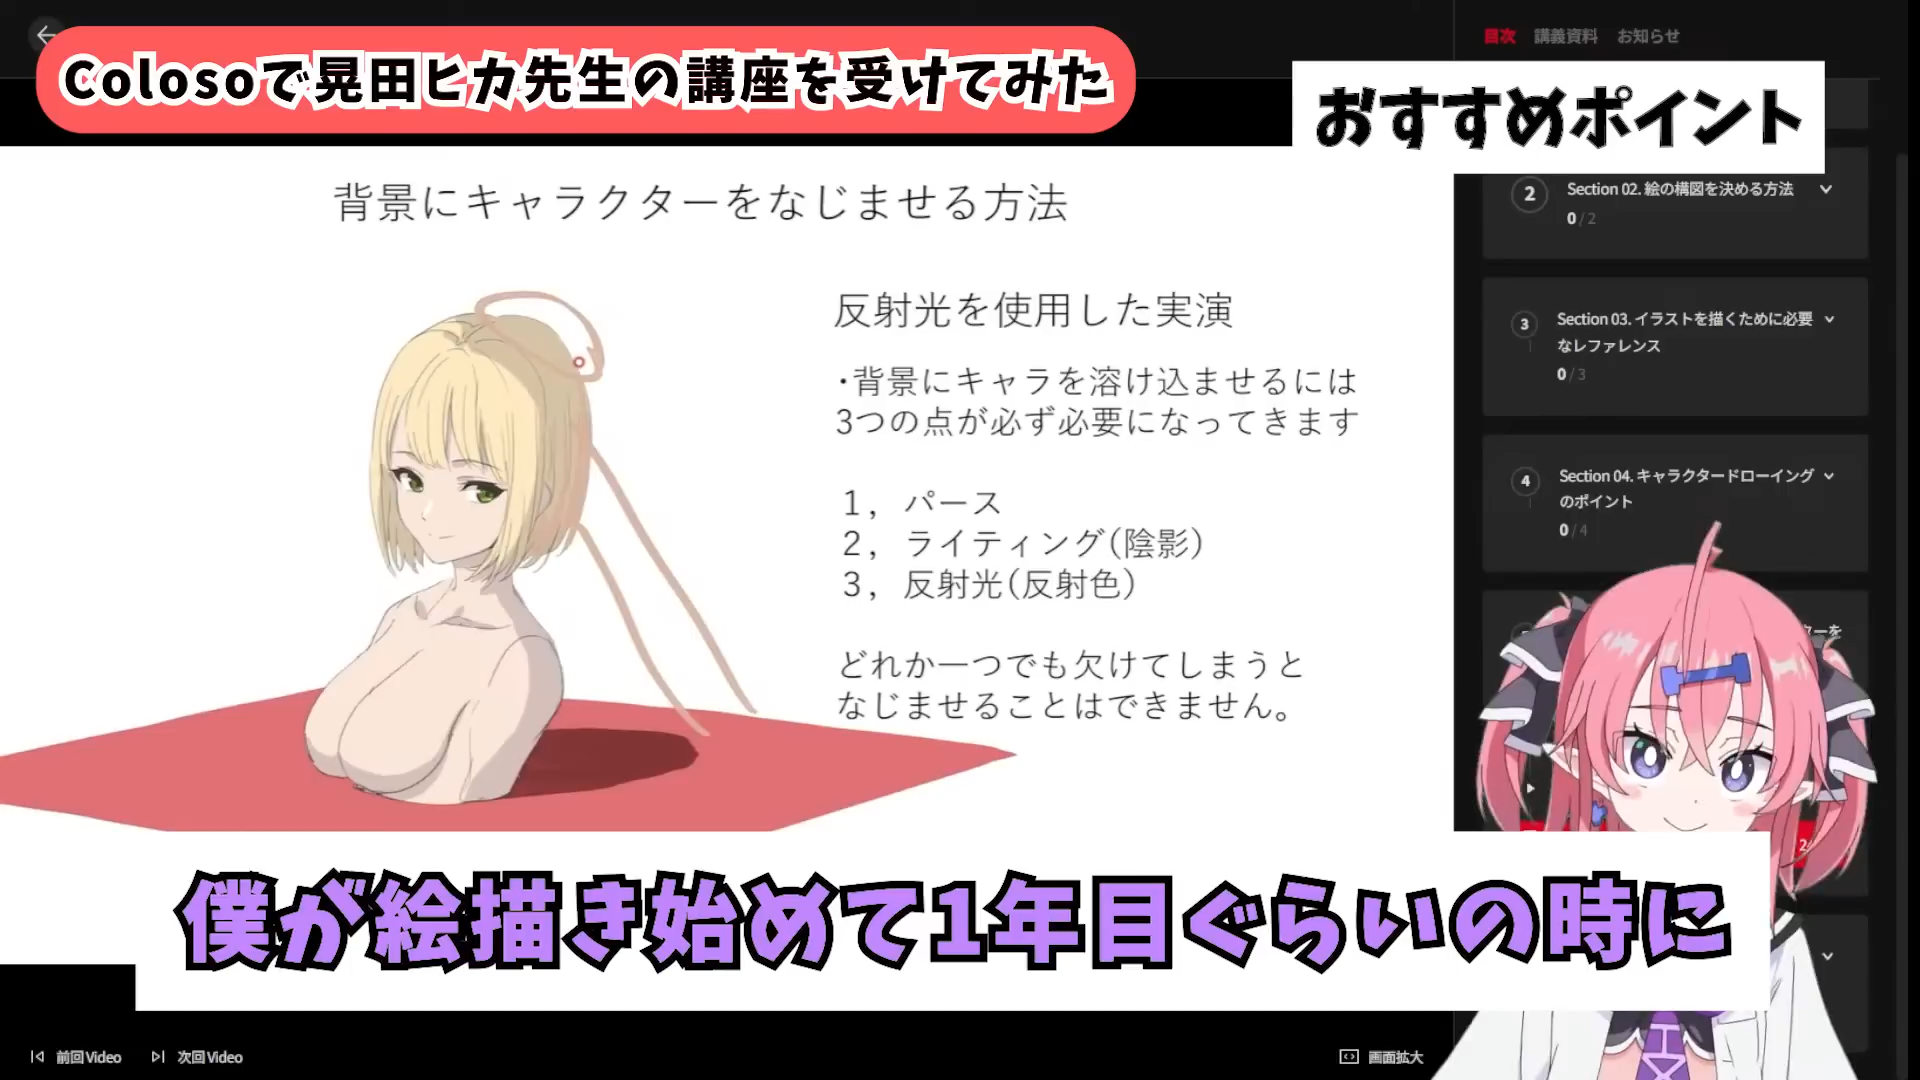 Colosoで晃田ヒカ先生の講座を受けてみた
目次 講義資料 お知らせ
おすすめポイント
背景にキャラクターをなじませる方法
反射光を使用した実演
・背景にキャラを溶け込ませるには
3つの点が必ず必要になってきます
1，パース
2，ライティング(陰影)
3，反射光(反射色)
どれか一つでも欠けてしまうと
なじませることはできません。
2 Section 02. 絵の構図を決める方法
0 / 2
3 Section 03. イラストを描くために必要
なレファレンス
0 / 3
4 Section 04. キャラクタードローイング
のポイント
0 / 4
ターを
僕が絵描き始めて1年目ぐらいの時に
前回Video 次回Video
画面拡大